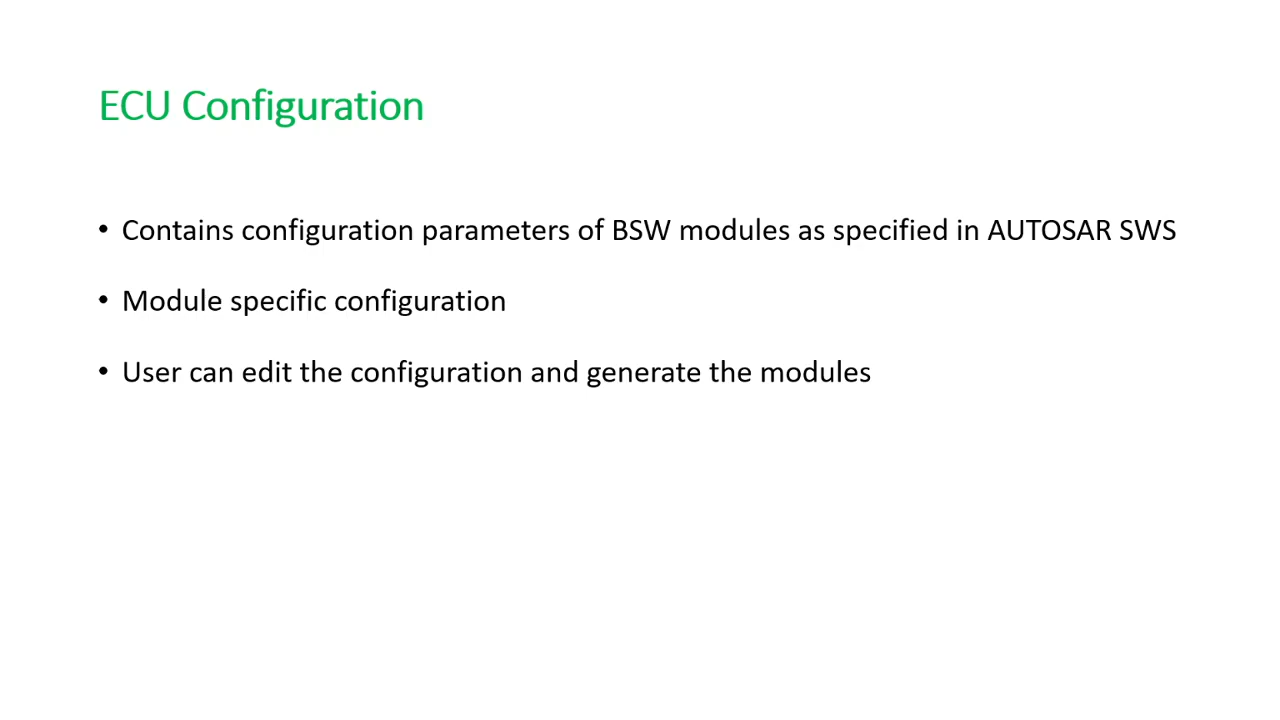 ECU Configuration
• Contains configuration parameters of BSW modules as specified in AUTOSAR SWS
• Module specific configuration
• User can edit the configuration and generate the modules